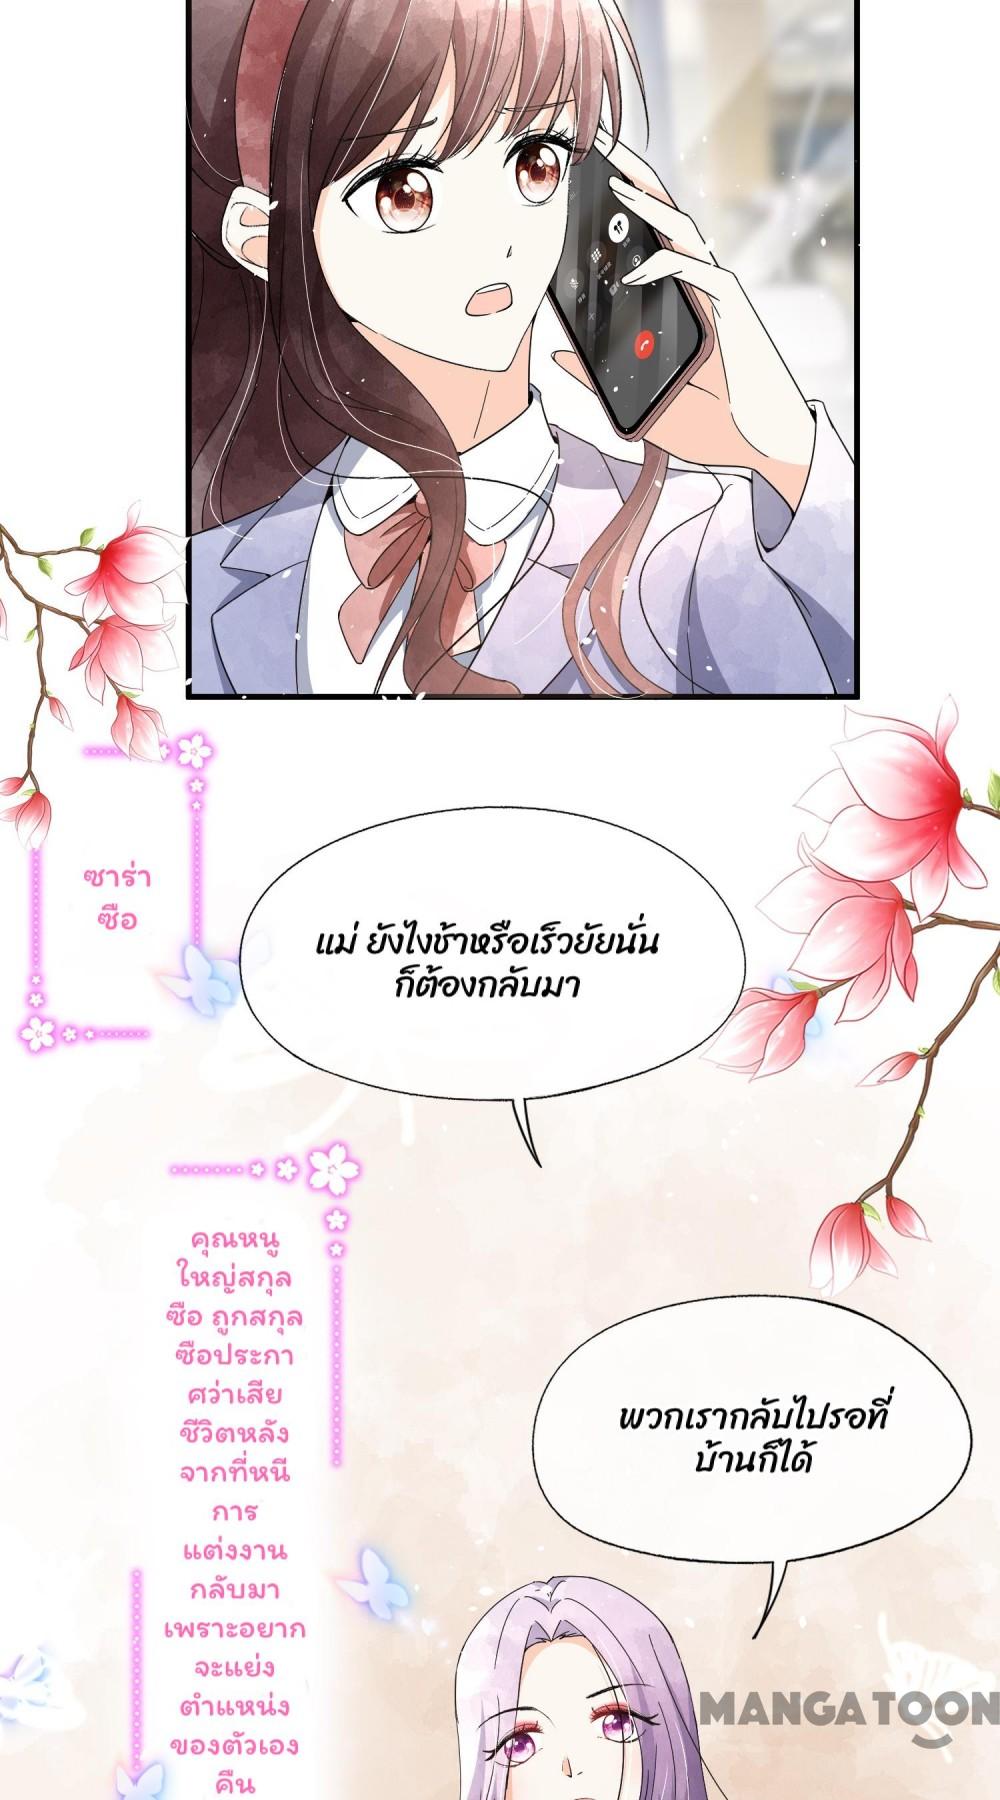 ซาร่า
ซือ
แม่ ยังไงช้าหรือเร็วยัยนั่น
ก็ต้องกลับมา
คุณหนู
ใหญ่สกุล
ซือ ถูกสกุล
ซือประกา
ศว่าเสีย
ชีวิตหลัง
จากที่หนี
การ
แต่งงาน
กลับมา
เพราะอยาก
จะแย่ง
ตำแหน่ง
ของตัวเอง
คืน
พวกเรากลับไปรอที่
บ้านก็ได้
MANGATOON